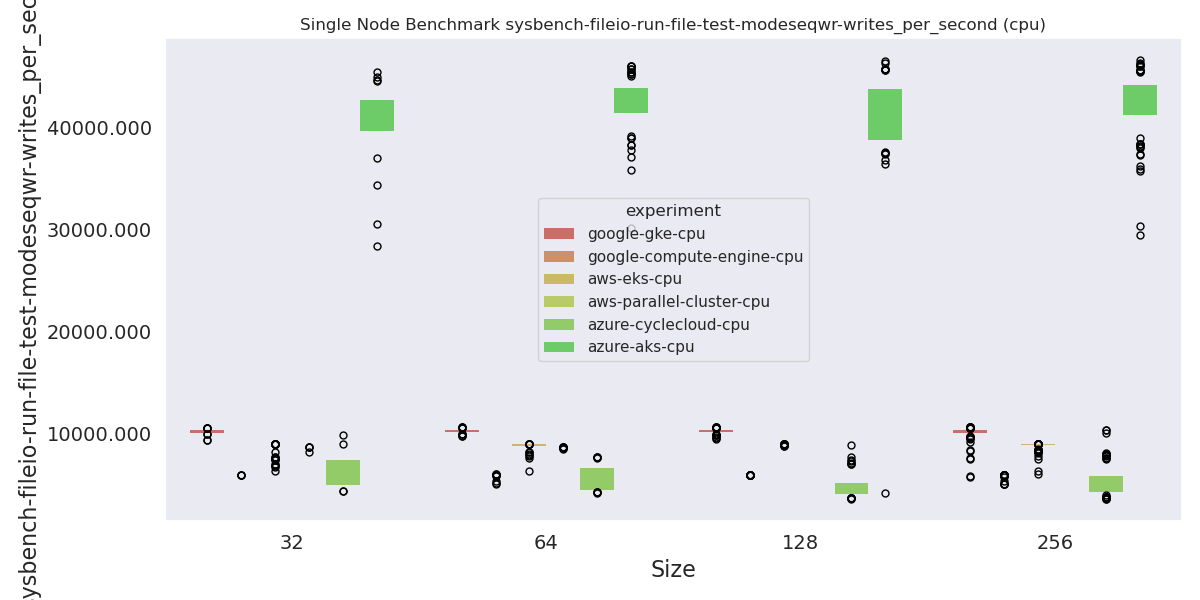 Single Node Benchmark sysbench-fileio-run-file-test-modeseqwr-writes_per_second (cpu)
ysbench-fileio-run-file-test-modeseqwr-writes_per_sec
40000.000
30000.000
20000.000
10000.000
experiment
google-gke-cpu
google-compute-engine-cpu
aws-eks-cpu
aws-parallel-cluster-cpu
azure-cyclecloud-cpu
azure-aks-cpu
32
64
128
256
Size